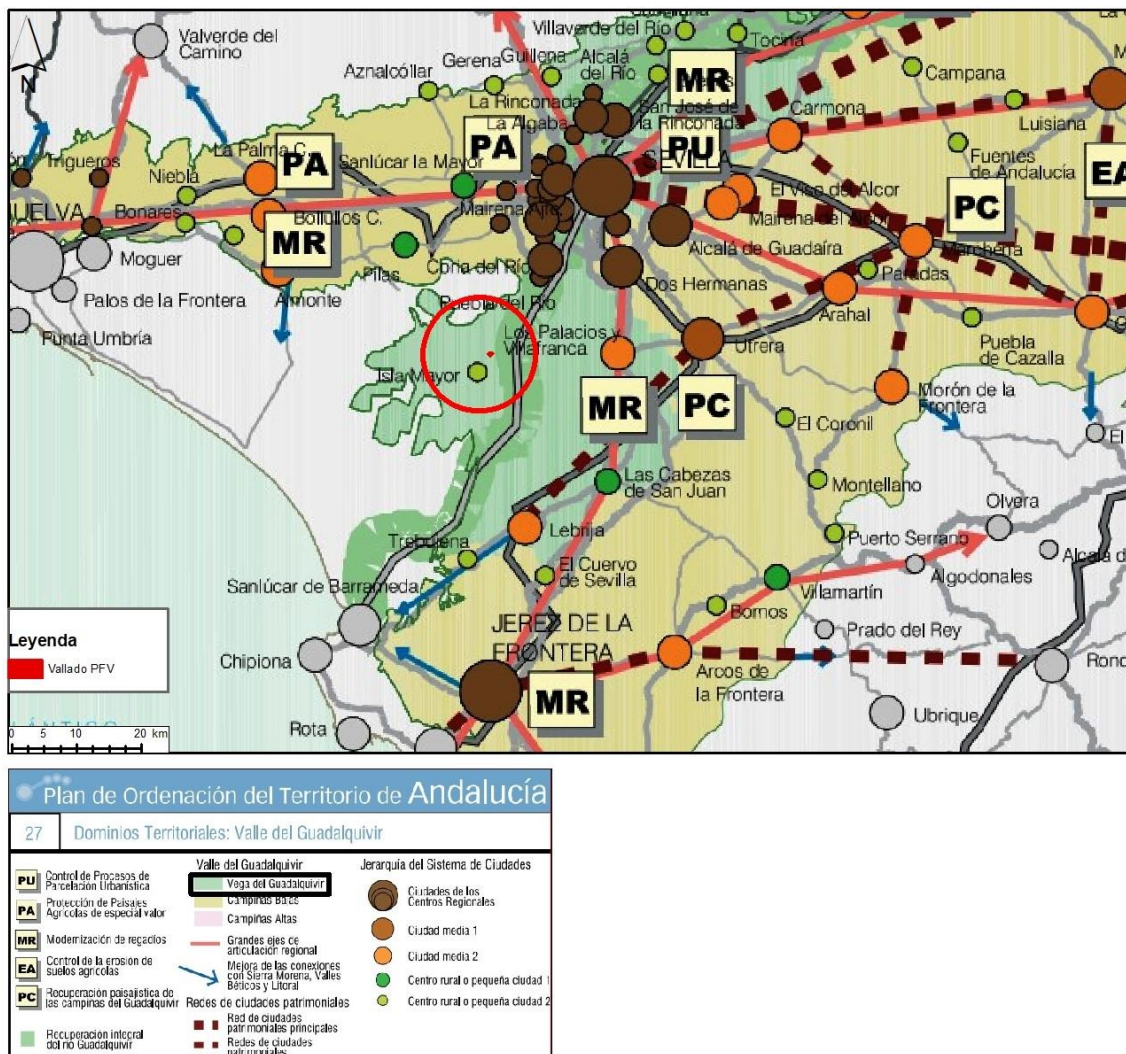 Valverde del
Camino
N
Villaverde del Río
Tocina
Gerena
Guillena
Alcalá
del Río
Aznalcóllar
MR
Campana
La Rinconada
San José de
la Rinconada
Carmona
Luisiana
La Algaba
PU
SEVILLA
Trigueros
La Palma C.
PA
Sanlúcar la Mayor
PA
Fuentes
de Andalucía
EA
Niebla
El Viso del Alcor
PC
Bonares
Bollullos C.
Mairena Alje.
Mairena del Alcor
MR
Alcalá de Guadaíra
Marchena
Moguer
Pilas
Coria del Río
Paradas
Palos de la Frontera
Almonte
Puebla del Río
Dos Hermanas
Arahal
Punta Umbría
Los Palacios y
Villafranca
Utrera
Puebla
de Cazalla
Isla Mayor
MR
PC
Morón de la
Frontera
El Coronil
El
Las Cabezas
de San Juan
Montellano
Olvera
Lebrija
Trebujena
Puerto Serrano
Alcalá d
El Cuervo
de Sevilla
Algodonales
Sanlúcar de Barrameda
Villamartín
Bornos
JEREZ DE LA
FRONTERA
Prado del Rey
Leyenda
Chipiona
Arcos de
la Frontera
Rond
Vallado PFV
MR
Ubrique
Rota
0 5 10 20 km
Plan de Ordenación del Territorio de Andalucía
27 Dominios Territoriales: Valle del Guadalquivir
PU Control de Procesos de
Parcelación Urbanística
PA Protección de Paisajes
Agrícolas de especial valor
MR Modernización de regadíos
EA Control de la erosión de
suelos agrícolas
PC Recuperación paisajística de
las campiñas del Guadalquivir
Recuperación integral
del río Guadalquivir
Valle del Guadalquivir
Vega del Guadalquivir
Campiñas Bajas
Campiñas Altas
Grandes ejes de
articulación regional
Mejora de las conexiones
con Sierra Morena, Valles
Béticos y Litoral
Redes de ciudades patrimoniales
Red de ciudades
patrimoniales principales
Redes de ciudades
patrimoniales
Jerarquía del Sistema de Ciudades
Ciudades de los
Centros Regionales
Ciudad media 1
Ciudad media 2
Centro rural o pequeña ciudad 1
Centro rural o pequeña ciudad 2